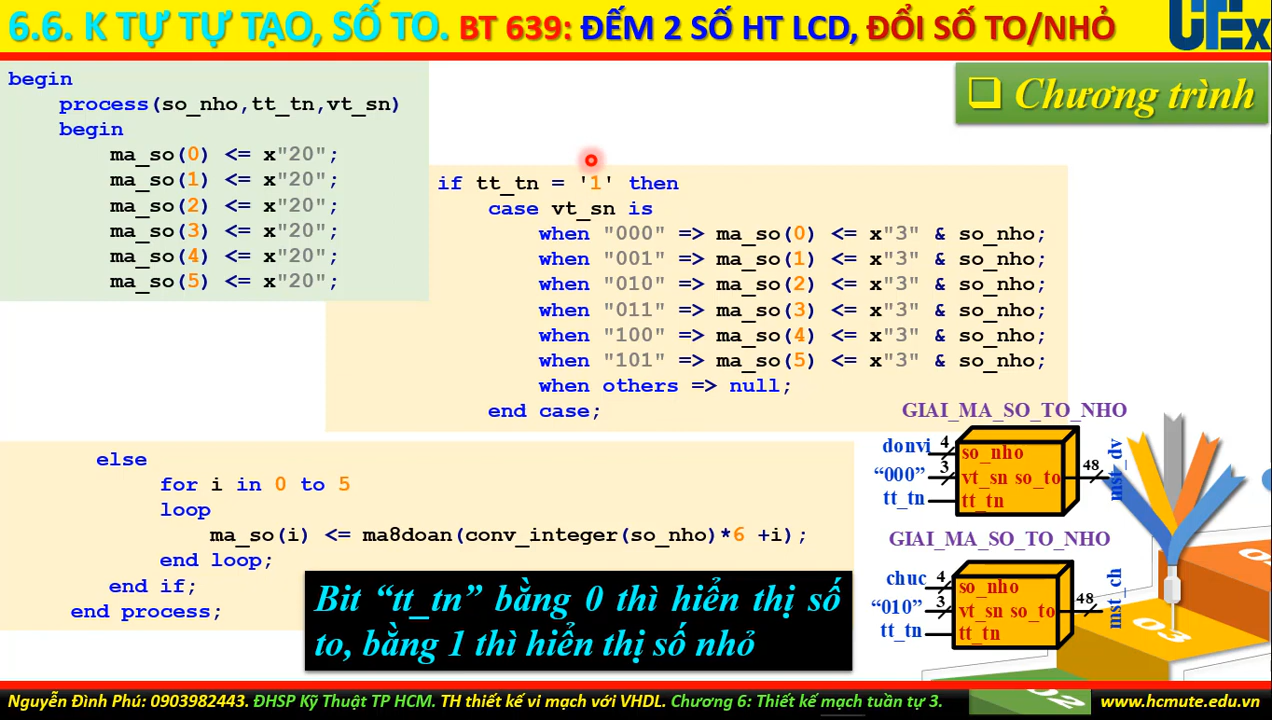 6.6. K TỰ TỰ TẠO, SỐ TO. BT 639: ĐẾM 2 SỐ HT LCD, ĐỔI SỐ TO/NHỎ
UTEx
❑ Chương trình
begin
process(so_nho,tt_tn,vt_sn)
begin
ma_so(0) <= x"20";
ma_so(1) <= x"20";
ma_so(2) <= x"20";
ma_so(3) <= x"20";
ma_so(4) <= x"20";
ma_so(5) <= x"20";
if tt_tn = '1' then
case vt_sn is
when "000" => ma_so(0) <= x"3" & so_nho;
when "001" => ma_so(1) <= x"3" & so_nho;
when "010" => ma_so(2) <= x"3" & so_nho;
when "011" => ma_so(3) <= x"3" & so_nho;
when "100" => ma_so(4) <= x"3" & so_nho;
when "101" => ma_so(5) <= x"3" & so_nho;
when others => null;
end case;
else
for i in 0 to 5
loop
ma_so(i) <= ma8doan(conv_integer(so_nho)*6 +i);
end loop;
end if;
end process;
Bit “tt_tn” bằng 0 thì hiển thị số
to, bằng 1 thì hiển thị số nhỏ
GIAI_MA_SO_TO_NHO
donvi 4 so_nho
“000” 3 vt_sn so_to 48 mst_dv
tt_tn tt_tn
GIAI_MA_SO_TO_NHO
chuc 4 so_nho
“010” 3 vt_sn so_to 48 mst_ch
tt_tn tt_tn
03
02
Nguyễn Đình Phú: 0903982443. ĐHSP Kỹ Thuật TP HCM. TH thiết kế vi mạch với VHDL. Chương 6: Thiết kế mạch tuần tự 3. www.hcmute.edu.vn